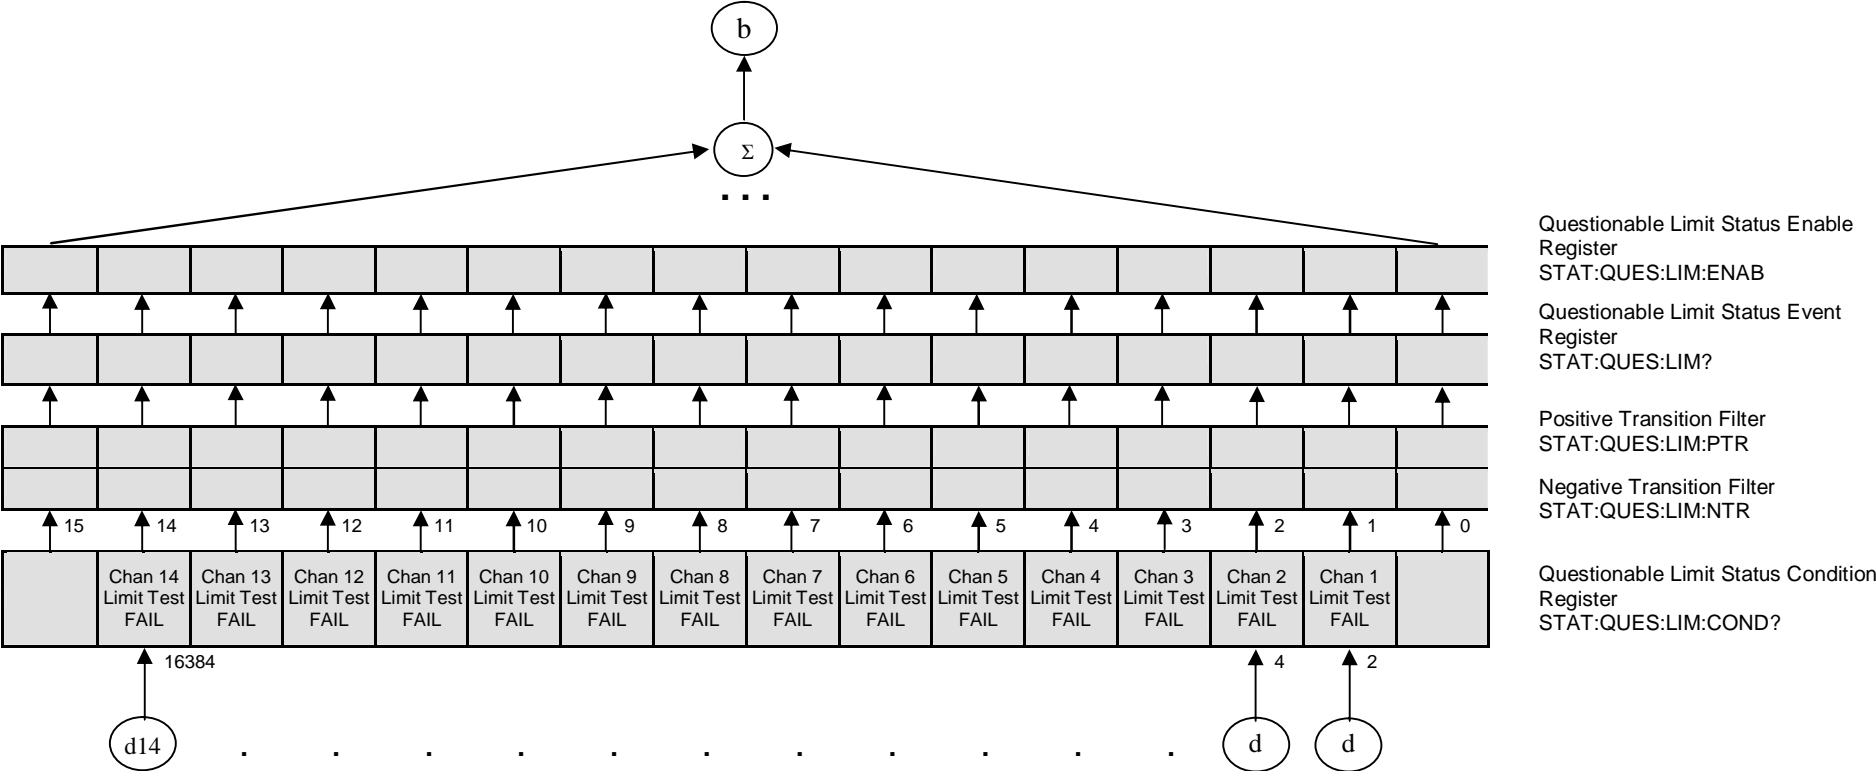 b
Σ
. . .
Questionable Limit Status Enable
Register
STAT:QUES:LIM:ENAB
Questionable Limit Status Event
Register
STAT:QUES:LIM?
Positive Transition Filter
STAT:QUES:LIM:PTR
Negative Transition Filter
STAT:QUES:LIM:NTR
15 14 13 12 11 10 9 8 7 6 5 4 3 2 1 0
Chan 14 Chan 13 Chan 12 Chan 11 Chan 10 Chan 9 Chan 8 Chan 7 Chan 6 Chan 5 Chan 4 Chan 3 Chan 2 Chan 1
Limit Test Limit Test Limit Test Limit Test Limit Test Limit Test Limit Test Limit Test Limit Test Limit Test Limit Test Limit Test Limit Test Limit Test
FAIL FAIL FAIL FAIL FAIL FAIL FAIL FAIL FAIL FAIL FAIL FAIL FAIL FAIL
Questionable Limit Status Condition
Register
STAT:QUES:LIM:COND?
16384 4 2
d14 . . . . . . . . . . . d d